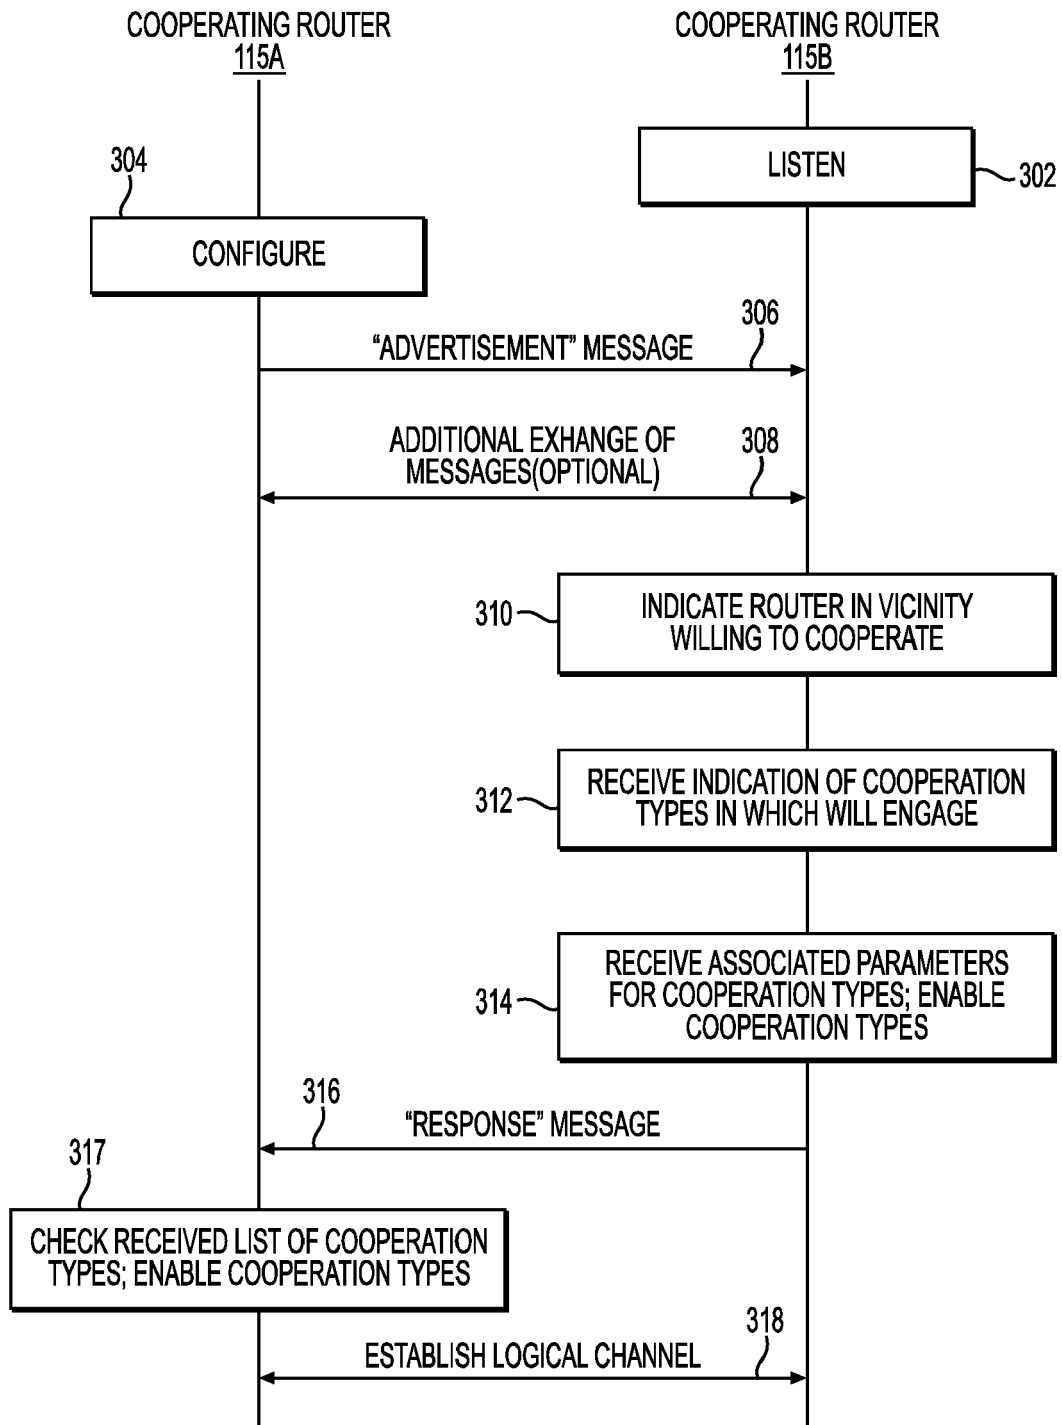 COOPERATING ROUTER
115A
COOPERATING ROUTER
115B
LISTEN
302
304
CONFIGURE
306
“ADVERTISEMENT” MESSAGE
ADDITIONAL EXHANGE OF
MESSAGES(OPTIONAL)
308
310
INDICATE ROUTER IN VICINITY
WILLING TO COOPERATE
312
RECEIVE INDICATION OF COOPERATION
TYPES IN WHICH WILL ENGAGE
314
RECEIVE ASSOCIATED PARAMETERS
FOR COOPERATION TYPES; ENABLE
COOPERATION TYPES
316
“RESPONSE” MESSAGE
317
CHECK RECEIVED LIST OF COOPERATION
TYPES; ENABLE COOPERATION TYPES
318
ESTABLISH LOGICAL CHANNEL